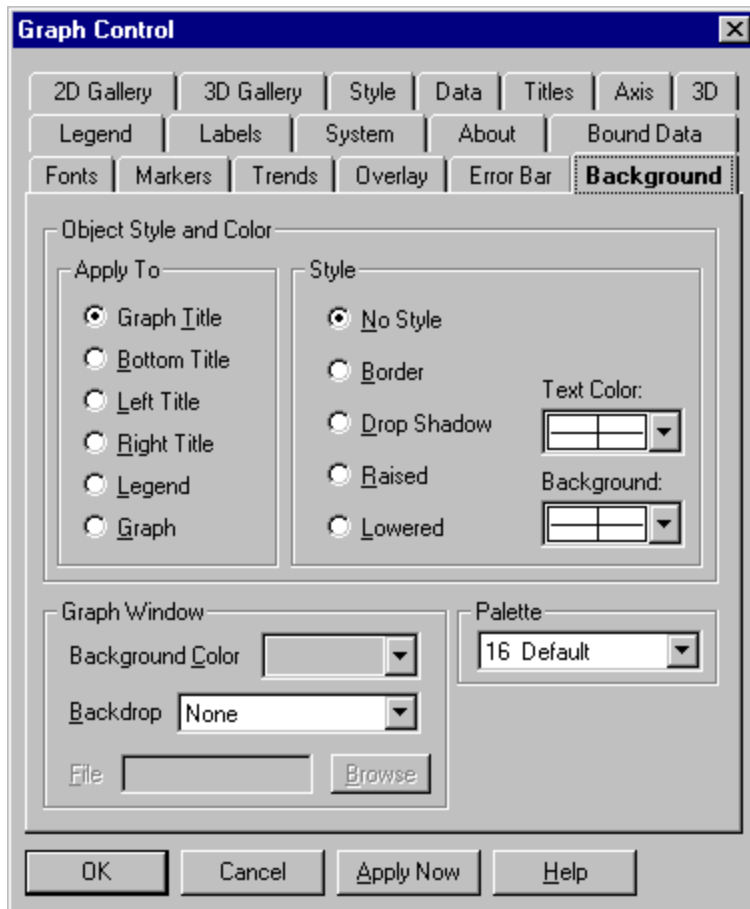 Graph Control
2D Gallery 3D Gallery Style Data Titles Axis 3D
Legend Labels System About Bound Data
Fonts Markers Trends Overlay Error Bar Background
Object Style and Color
Apply To
Graph Title
Bottom Title
Left Title
Right Title
Legend
Graph
Style
No Style
Border
Drop Shadow
Raised
Lowered
Text Color:
Background:
Graph Window
Background Color
Backdrop None
File Browse
Palette
16 Default
OK Cancel Apply Now Help